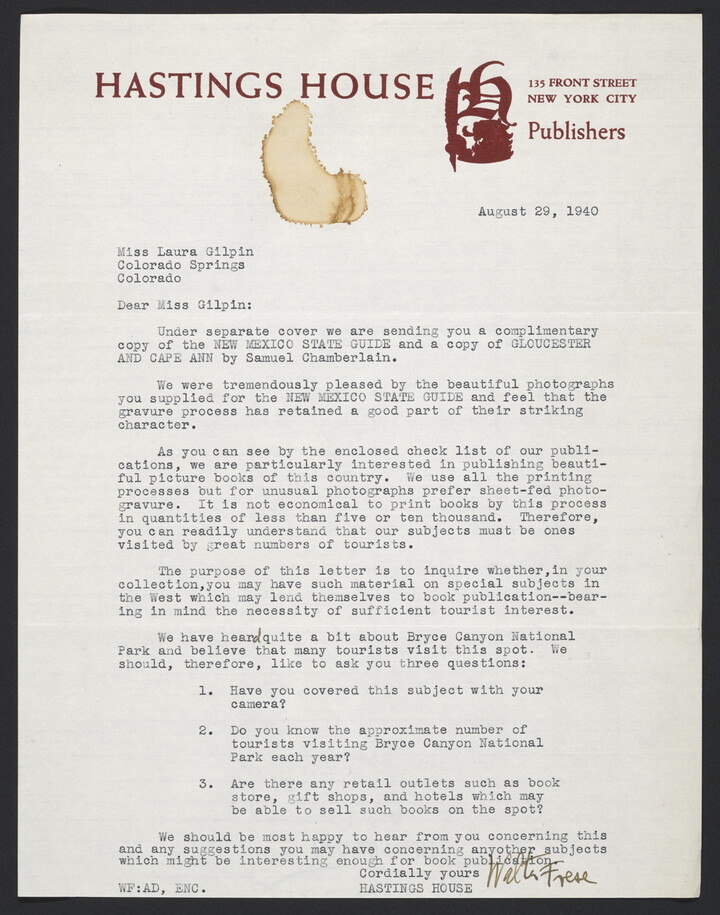 HASTINGS HOUSE
H
135 FRONT STREET
NEW YORK CITY
Publishers
August 29, 1940
Miss Laura Gilpin
Colorado Springs
Colorado
Dear Miss Gilpin:
Under separate cover we are sending you a complimentary
copy of the NEW MEXICO STATE GUIDE and a copy of GLOUCESTER
AND CAPE ANN by Samuel Chamberlain.
We were tremendously pleased by the beautiful photographs
you supplied for the NEW MEXICO STATE GUIDE and feel that the
gravure process has retained a good part of their striking
character.
As you can see by the enclosed check list of our publi-
cations, we are particularly interested in publishing beauti-
ful picture books of this country. We use all the printing
processes but for unusual photographs prefer sheet-fed photo-
gravure. It is not economical to print books by this process
in quantities of less than five or ten thousand. Therefore,
you can readily understand that our subjects must be ones
visited by great numbers of tourists.
The purpose of this letter is to inquire whether,in your
collection,you may have such material on special subjects in
the West which may lend themselves to book publication--bear-
ing in mind the necessity of sufficient tourist interest.
We have heard quite a bit about Bryce Canyon National
Park and believe that many tourists visit this spot. We
should, therefore, like to ask you three questions:
1. Have you covered this subject with your
camera?
2. Do you know the approximate number of
tourists visiting Bryce Canyon National
Park each year?
3. Are there any retail outlets such as book
store, gift shops, and hotels which may
be able to sell such books on the spot?
We should be most happy to hear from you concerning this
and any suggestions you may have concerning anyother subjects
which might be interesting enough for book publication.
Cordially yours
Walter Frese
WF:AD, ENC. HASTINGS HOUSE